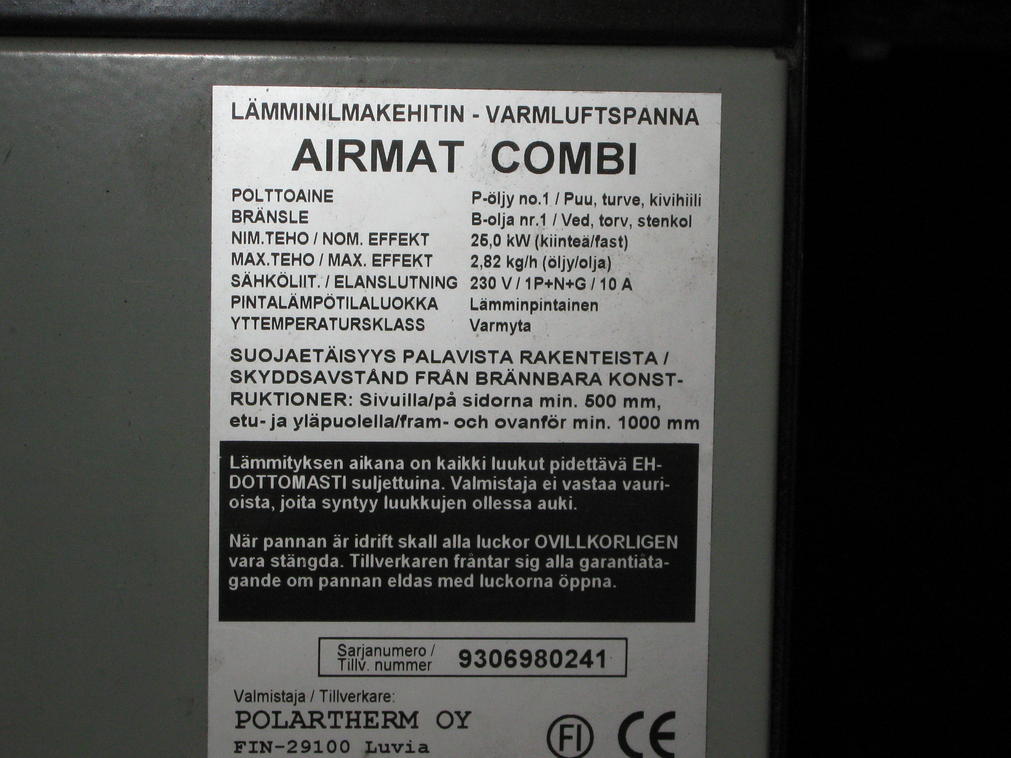 LÄMMINILMAKEHITIN - VARMLUFTSPANNA
AIRMAT COMBI
POLTTOAINE P-öljy no.1 / Puu, turve, kivihiili
BRÄNSLE B-olja nr.1 / Ved, torv, stenkol
NIM.TEHO / NOM. EFFEKT 25,0 kW (kiinteä/fast)
MAX.TEHO / MAX. EFFEKT 2,82 kg/h (öljy/olja)
SÄHKÖLIIT. / ELANSLUTNING 230 V / 1P+N+G / 10 A
PINTALÄMPÖTILALUOKKA Lämminpintainen
YTTEMPERATURSKLASS Varmyta
SUOJAETÄISYYS PALAVISTA RAKENTEISTA /
SKYDDSAVSTÅND FRÅN BRÄNNBARA KONST-
RUKTIONER: Sivuilla/på sidorna min. 500 mm,
etu- ja yläpuolella/fram- och ovanför min. 1000 mm
Lämmityksen aikana on kaikki luukut pidettävä EH-
DOTTOMASTI suljettuina. Valmistaja ei vastaa vauri-
oista, joita syntyy luukkujen ollessa auki.
När pannan är idrift skall alla luckor OVILLKORLIGEN
vara stängda. Tillverkaren fråntar sig alla garantiåta-
gande om pannan eldas med luckorna öppna.
Sarjanumero /
Tillv. nummer 9306980241
Valmistaja / Tillverkare:
POLARTHERM OY
FIN-29100 Luvia
FI CE